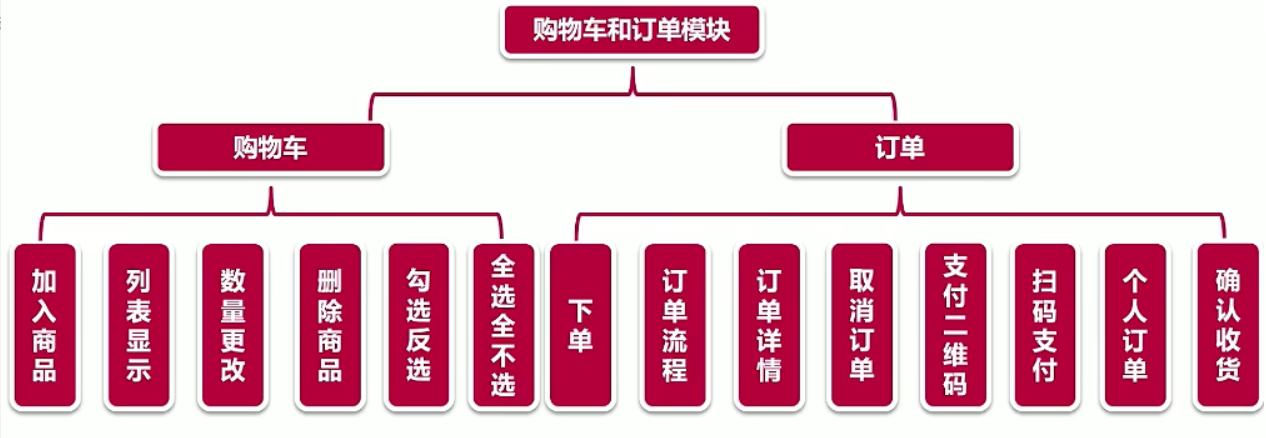 购物车和订单模块
购物车
订单
加入商品
列表显示
数量更改
删除商品
勾选反选
全选全不选
下单
订单流程
订单详情
取消订单
支付二维码
扫码支付
个人订单
确认收货